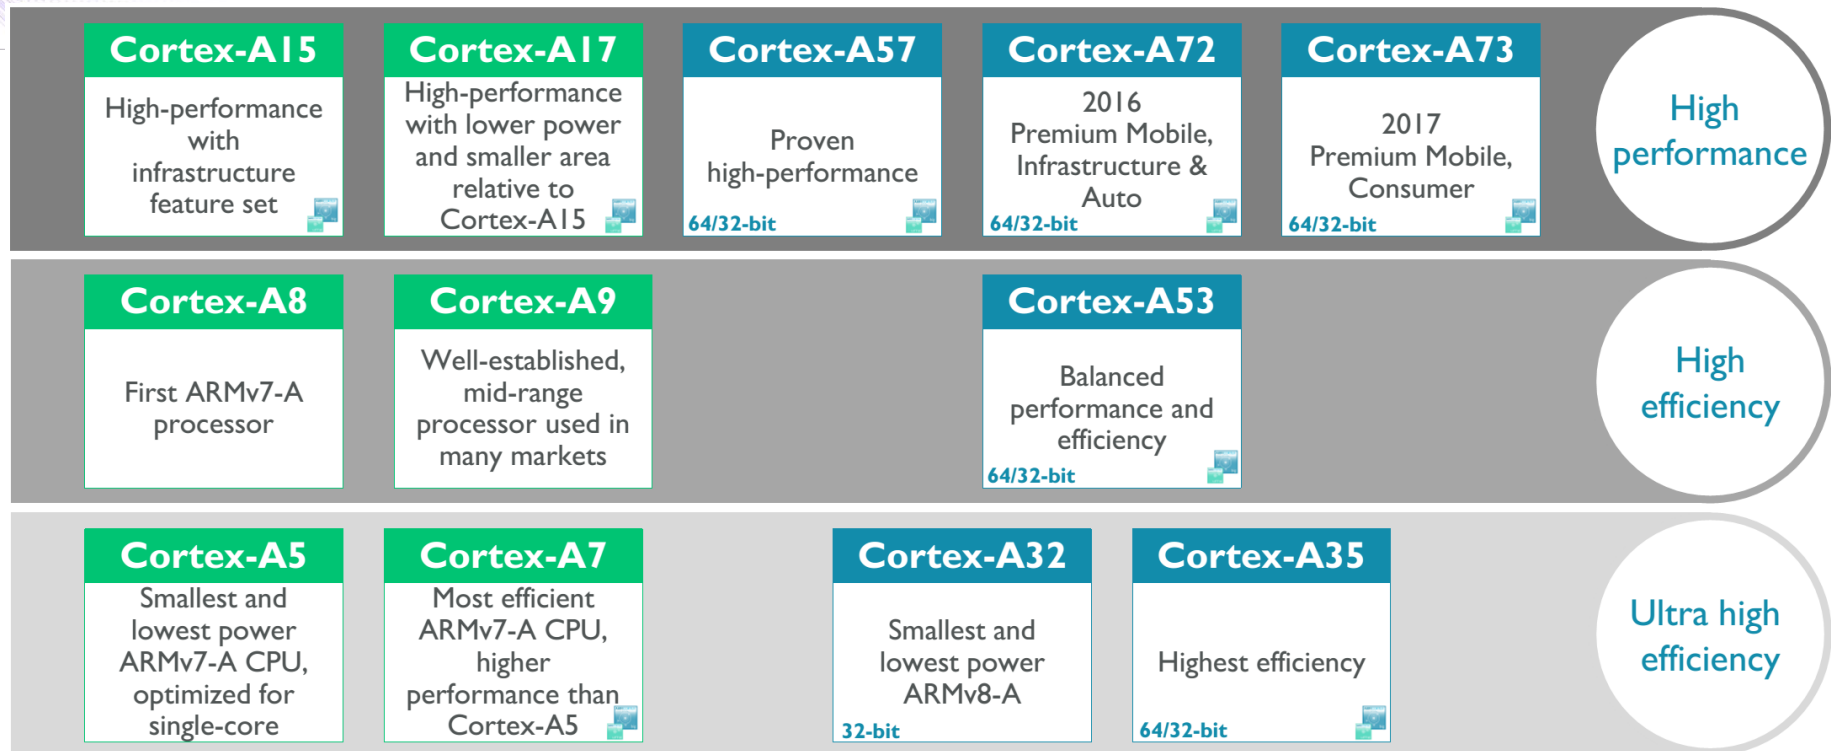 Cortex-A15
High-performance
with
infrastructure
feature set
Cortex-A17
High-performance
with lower power
and smaller area
relative to
Cortex-A15
Cortex-A57
Proven
high-performance
64/32-bit
Cortex-A72
2016
Premium Mobile,
Infrastructure &
Auto
64/32-bit
Cortex-A73
2017
Premium Mobile,
Consumer
64/32-bit
High
performance
Cortex-A8
First ARMv7-A
processor
Cortex-A9
Well-established,
mid-range
processor used in
many markets
Cortex-A53
Balanced
performance and
efficiency
64/32-bit
High
efficiency
Cortex-A5
Smallest and
lowest power
ARMv7-A CPU,
optimized for
single-core
Cortex-A7
Most efficient
ARMv7-A CPU,
higher
performance than
Cortex-A5
Cortex-A32
Smallest and
lowest power
ARMv8-A
32-bit
Cortex-A35
Highest efficiency
64/32-bit
Ultra high
efficiency